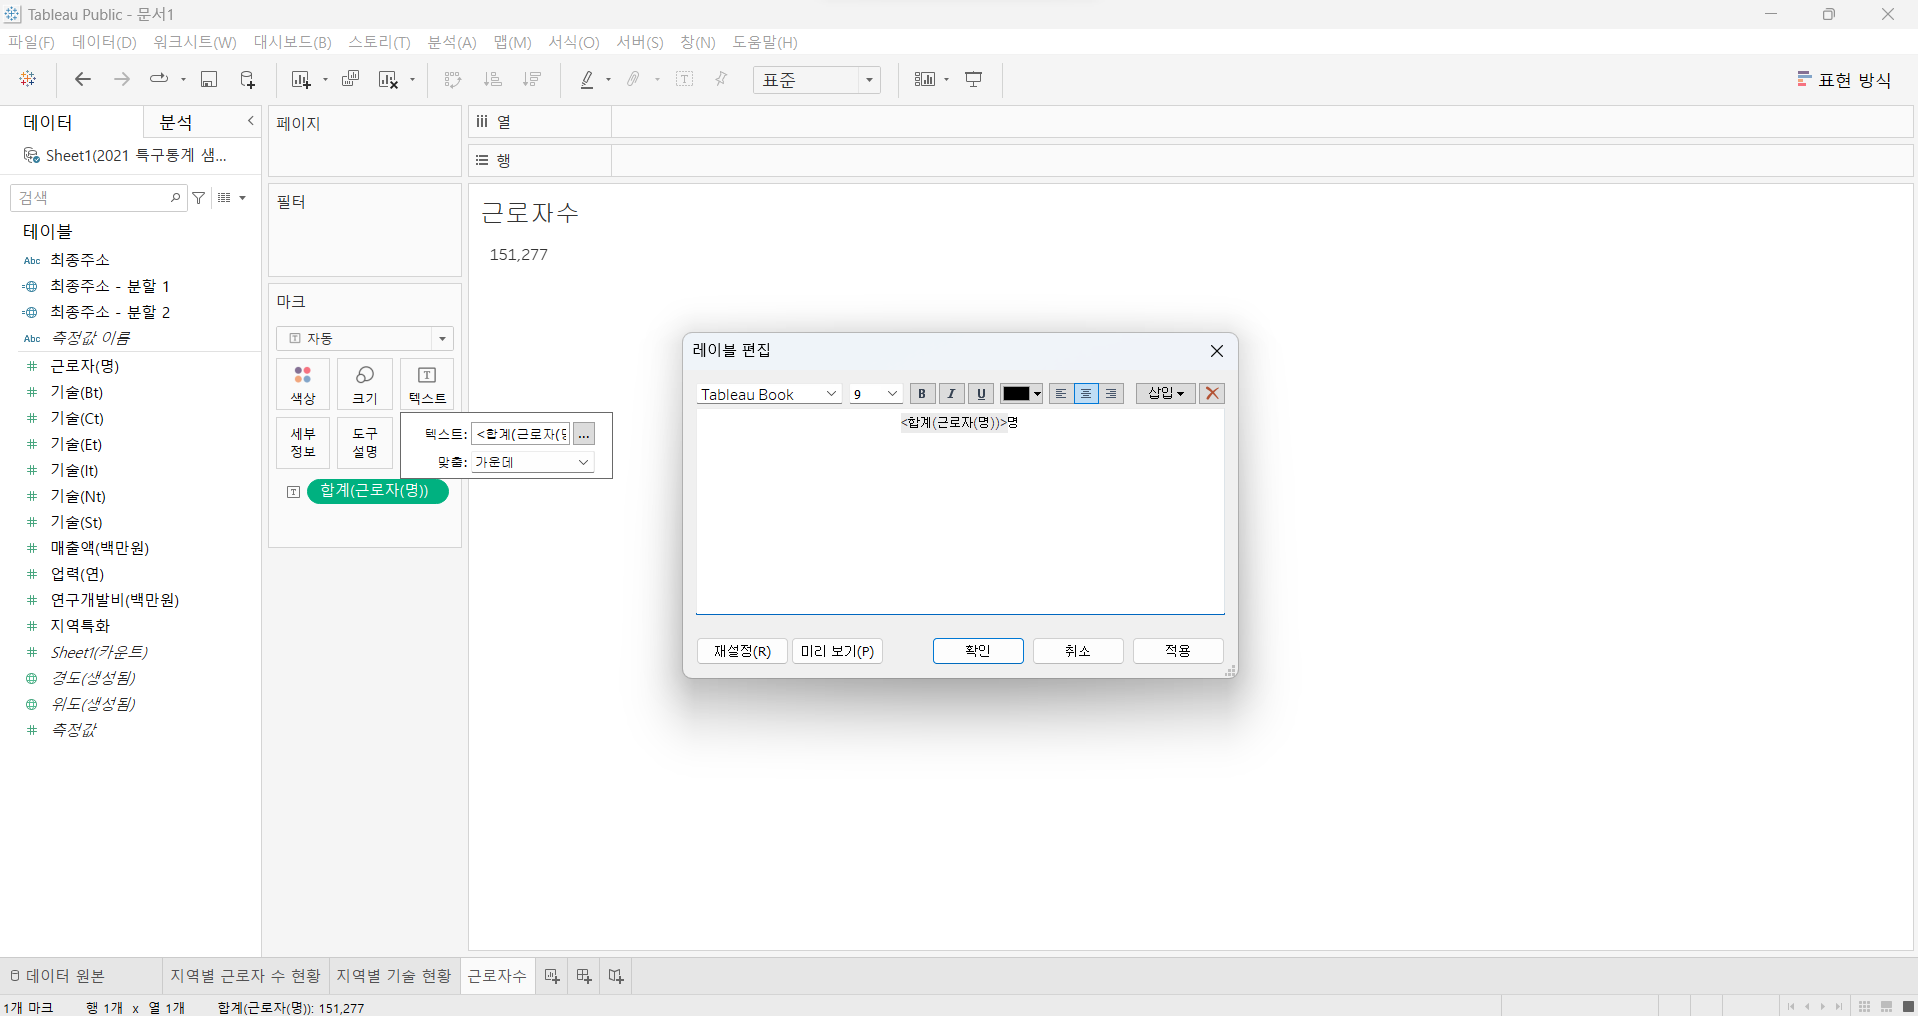 Tableau Public - 문서1
파일(F) 데이터(D) 워크시트(W) 대시보드(B) 스토리(T) 분석(A) 맵(M) 서식(O) 서버(S) 창(N) 도움말(H)
표준
표현 방식
데이터 분석
Sheet1(2021 특구통계 샘...
검색
테이블
Abc 최종주소
최종주소 - 분할 1
최종주소 - 분할 2
Abc 측정값 이름
근로자(명)
기술(Bt)
기술(Ct)
기술(Et)
기술(It)
기술(Nt)
기술(St)
매출액(백만원)
업력(연)
연구개발비(백만원)
지역특화
Sheet1(카운트)
경도(생성됨)
위도(생성됨)
측정값
페이지
필터
마크
자동
색상 크기 텍스트
세부 정보
도구 설명
텍스트: <합계(근로자(명
...
맞춤: 가운데
합계(근로자(명))
열
행
근로자수
151,277
레이블 편집
Tableau Book 9 B I U 삽입
<합계(근로자(명))>명
재설정(R) 미리 보기(P) 확인 취소 적용
데이터 원본 지역별 근로자 수 현황 지역별 기술 현황 근로자수
1개 마크 행 1개 x 열 1개 합계(근로자(명)): 151,277